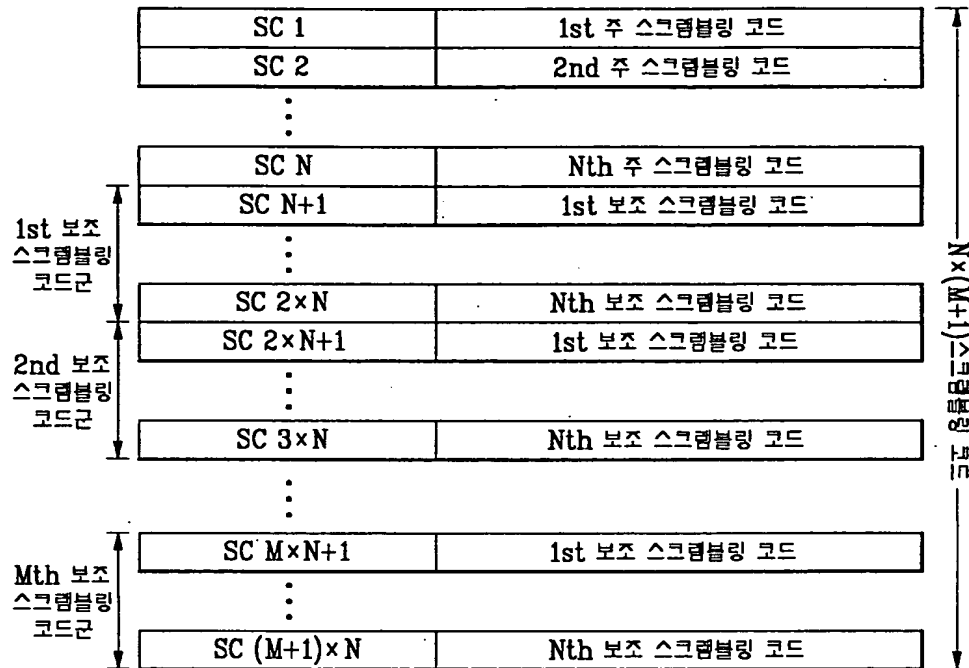 SC 1 1st 주 스크램블링 코드
SC 2 2nd 주 스크램블링 코드
SC N Nth 주 스크램블링 코드
SC N+1 1st 보조 스크램블링 코드
1st 보조
스크램블링
코드군
SC 2×N Nth 보조 스크램블링 코드
SC 2×N+1 1st 보조 스크램블링 코드
2nd 보조
스크램블링
코드군
SC 3×N Nth 보조 스크램블링 코드
SC M×N+1 1st 보조 스크램블링 코드
Mth 보조
스크램블링
코드군
SC (M+1)×N Nth 보조 스크램블링 코드
N×(M+1)스크램블링 코드